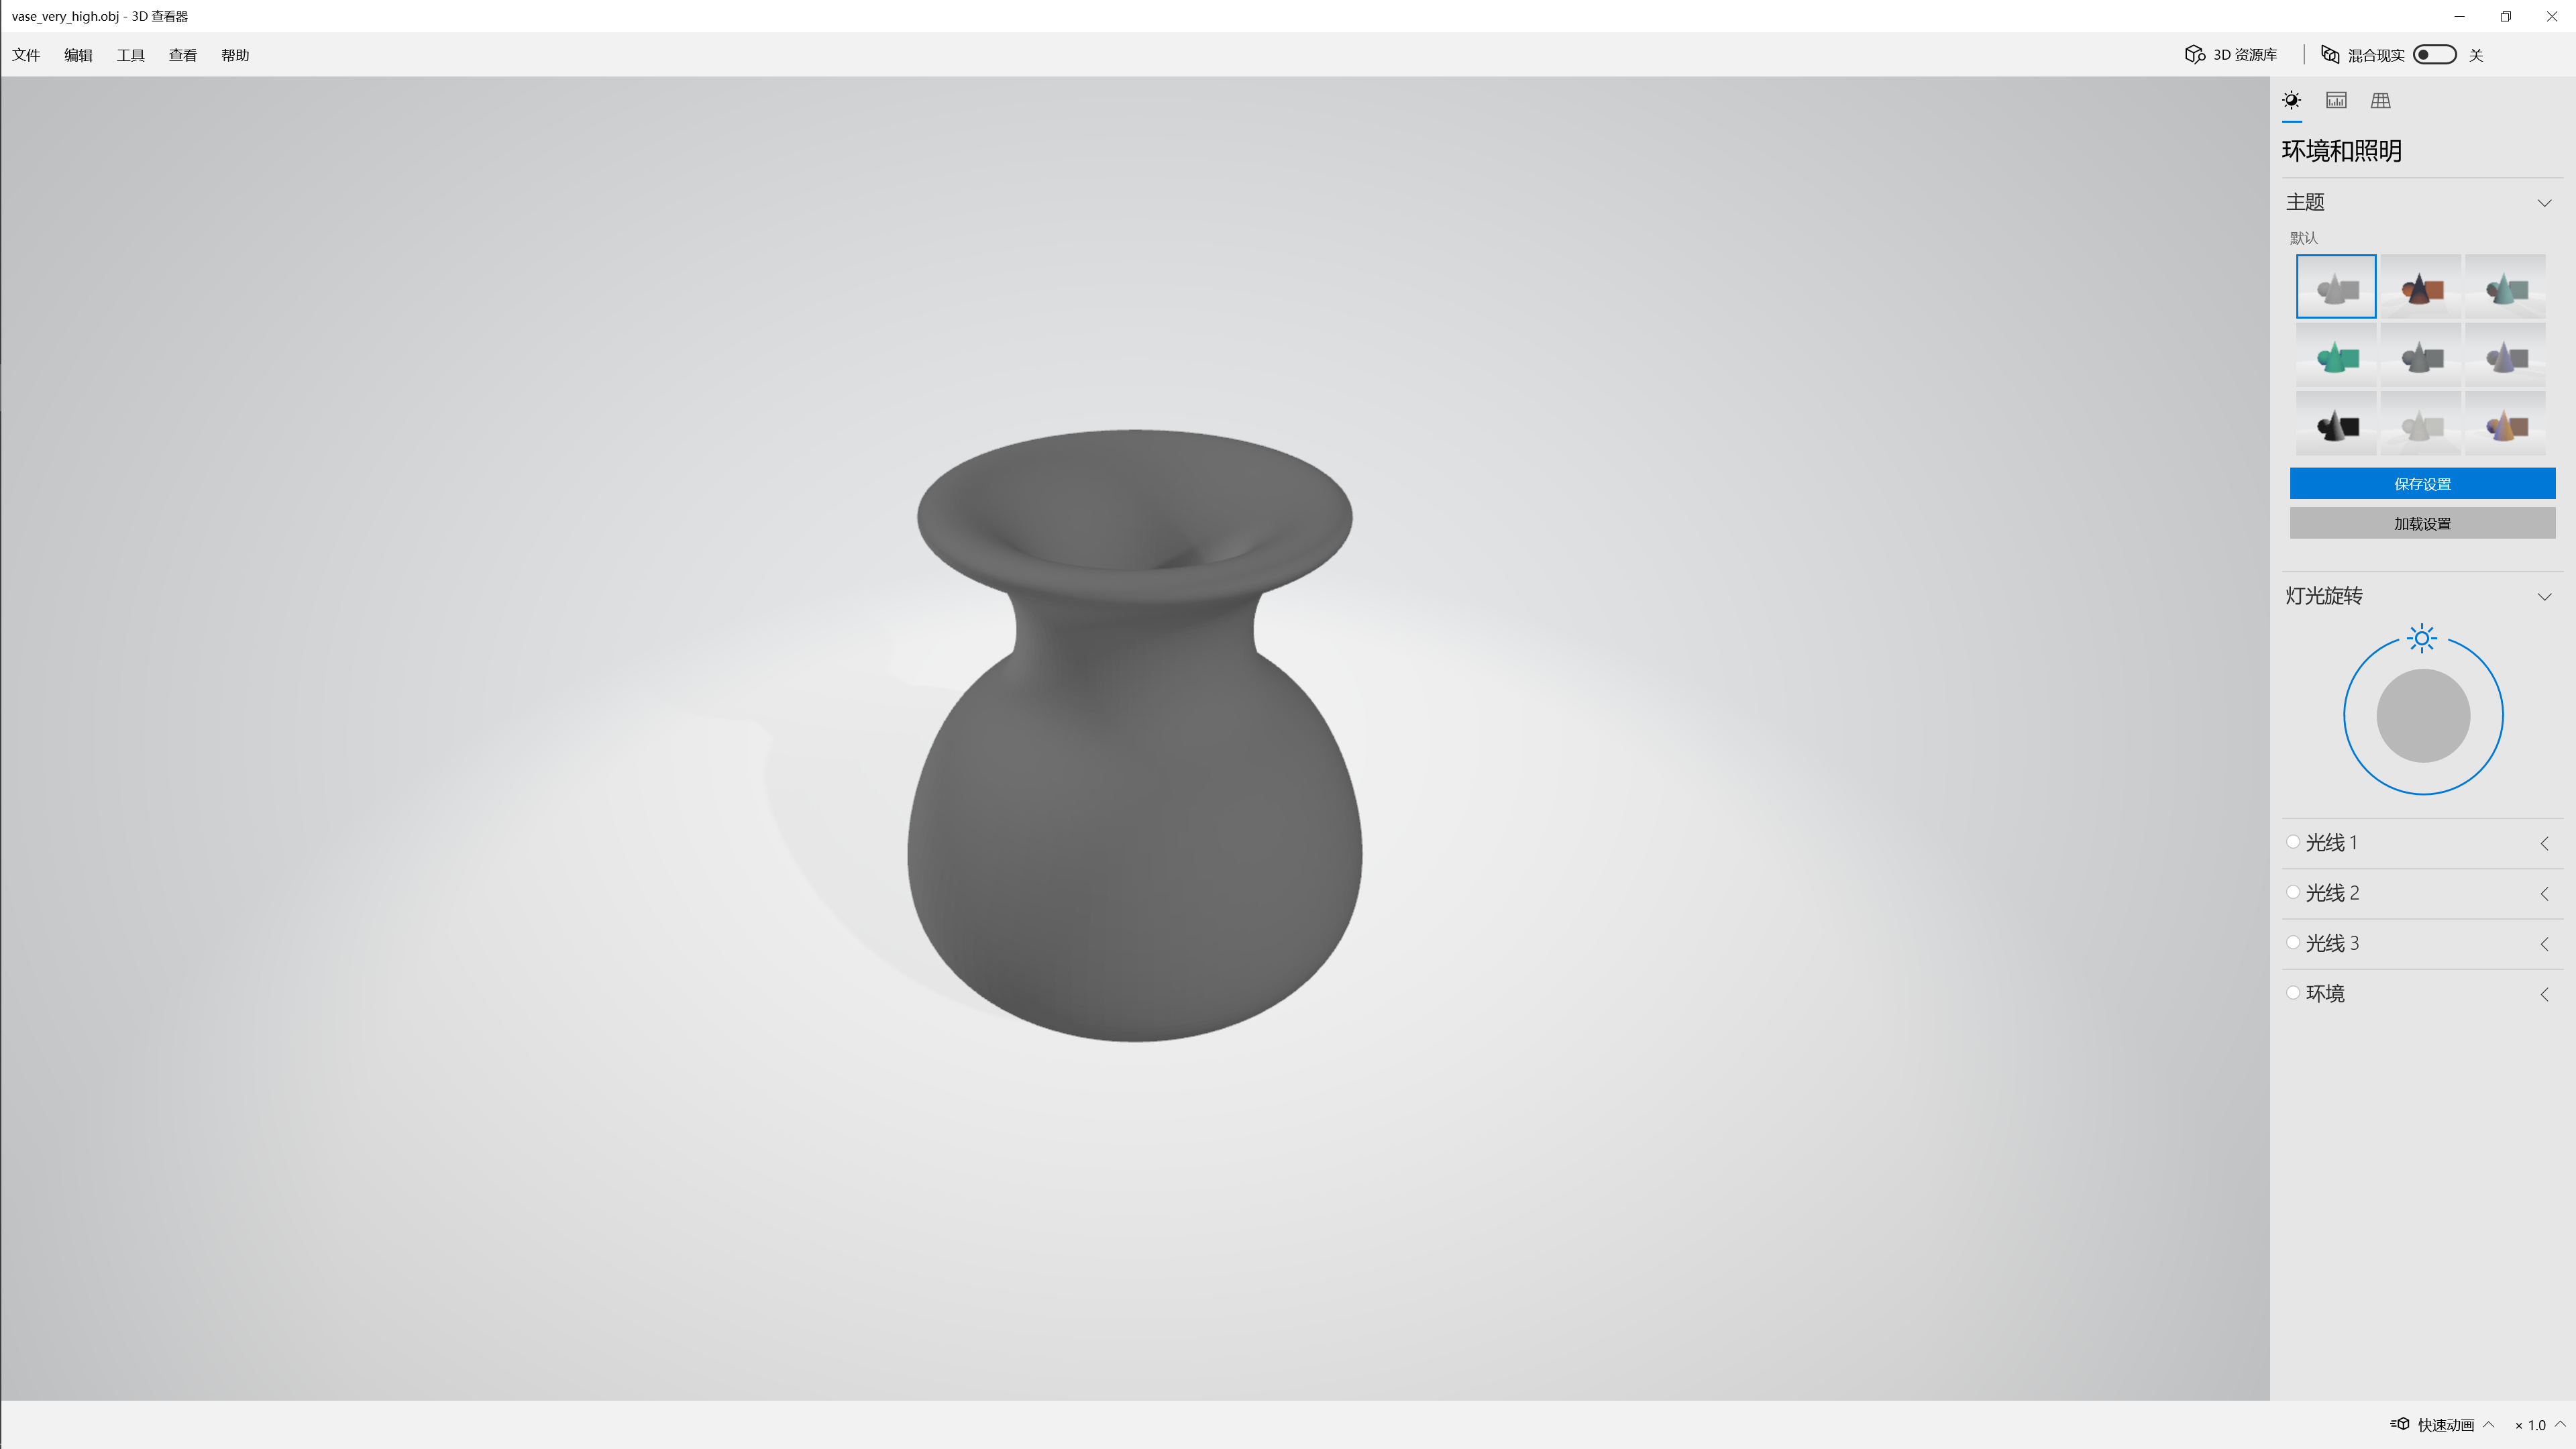 vase_very_high.obj - 3D 查看器
文件 编辑 工具 查看 帮助
3D 资源库 混合现实 关
环境和照明
主题
默认
保存设置
加载设置
灯光旋转
光线 1
光线 2
光线 3
环境
快速动画 × 1.0